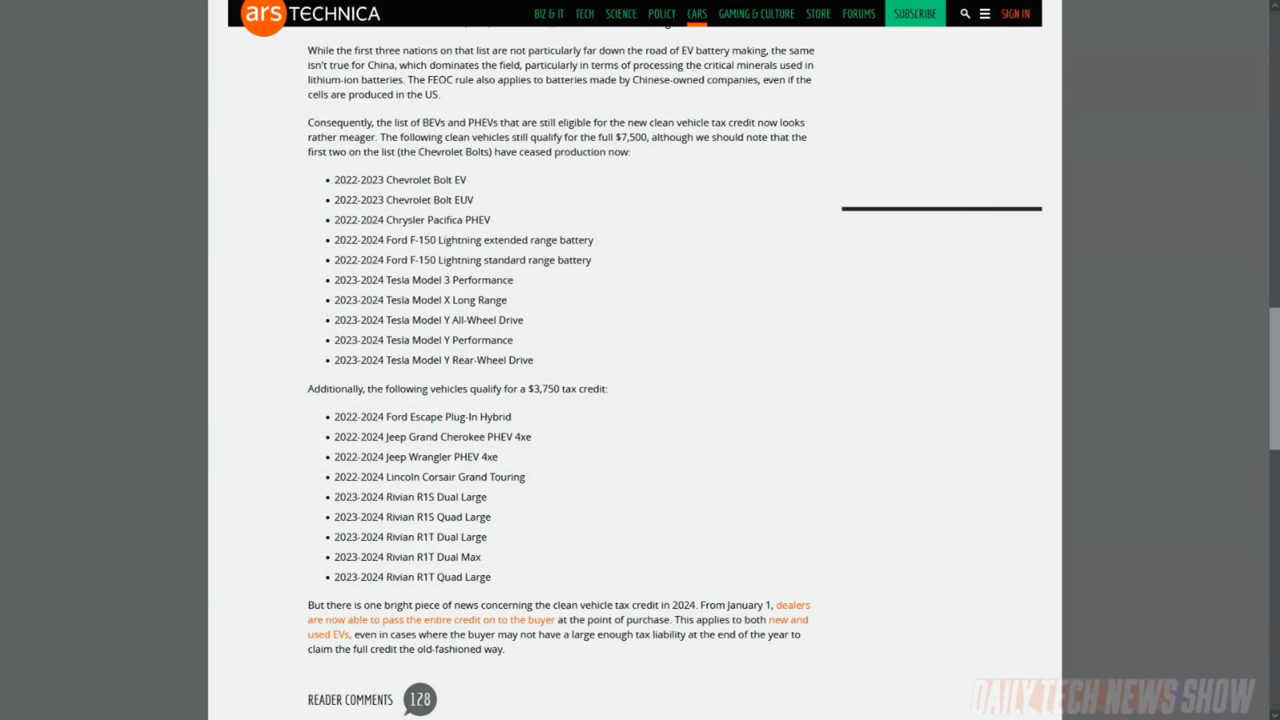 ars TECHNICA
BIZ & IT TECH SCIENCE POLICY CARS GAMING & CULTURE STORE FORUMS SUBSCRIBE SIGN IN
While the first three nations on that list are not particularly far down the road of EV battery making, the same
isn't true for China, which dominates the field, particularly in terms of processing the critical minerals used in
lithium-ion batteries. The FEOC rule also applies to batteries made by Chinese-owned companies, even if the
cells are produced in the US.
Consequently, the list of BEVs and PHEVs that are still eligible for the new clean vehicle tax credit now looks
rather meager. The following clean vehicles still qualify for the full $7,500, although we should note that the
first two on the list (the Chevrolet Bolts) have ceased production now:
• 2022-2023 Chevrolet Bolt EV
• 2022-2023 Chevrolet Bolt EUV
• 2022-2024 Chrysler Pacifica PHEV
• 2022-2024 Ford F-150 Lightning extended range battery
• 2022-2024 Ford F-150 Lightning standard range battery
• 2023-2024 Tesla Model 3 Performance
• 2023-2024 Tesla Model X Long Range
• 2023-2024 Tesla Model Y All-Wheel Drive
• 2023-2024 Tesla Model Y Performance
• 2023-2024 Tesla Model Y Rear-Wheel Drive
Additionally, the following vehicles qualify for a $3,750 tax credit:
• 2022-2024 Ford Escape Plug-In Hybrid
• 2022-2024 Jeep Grand Cherokee PHEV 4xe
• 2022-2024 Jeep Wrangler PHEV 4xe
• 2022-2024 Lincoln Corsair Grand Touring
• 2023-2024 Rivian R1S Dual Large
• 2023-2024 Rivian R1S Quad Large
• 2023-2024 Rivian R1T Dual Large
• 2023-2024 Rivian R1T Dual Max
• 2023-2024 Rivian R1T Quad Large
But there is one bright piece of news concerning the clean vehicle tax credit in 2024. From January 1, dealers
are now able to pass the entire credit on to the buyer at the point of purchase. This applies to both new and
used EVs, even in cases where the buyer may not have a large enough tax liability at the end of the year to
claim the full credit the old-fashioned way.
READER COMMENTS 128
DAILY TECH NEWS SHOW